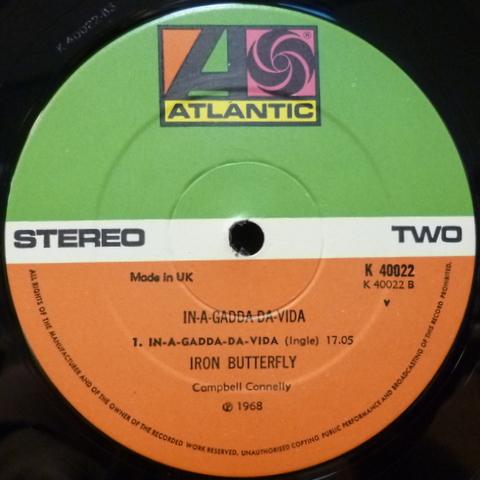 K 40022 B3
ATLANTIC
STEREO TWO
Made in UK
K 40022
K 40022 B
V
IN-A-GADDA-DA-VIDA
1. IN-A-GADDA-DA-VIDA (Ingle) 17.05
IRON BUTTERFLY
Campbell Connelly
℗ 1968
ALL RIGHTS OF THE MANUFACTURER AND OF THE OWNER OF THE RECORDED WORK RESERVED. UNAUTHORISED COPYING PUBLIC PERFORMANCE AND BROADCASTING OF THIS RECORD PROHIBITED.